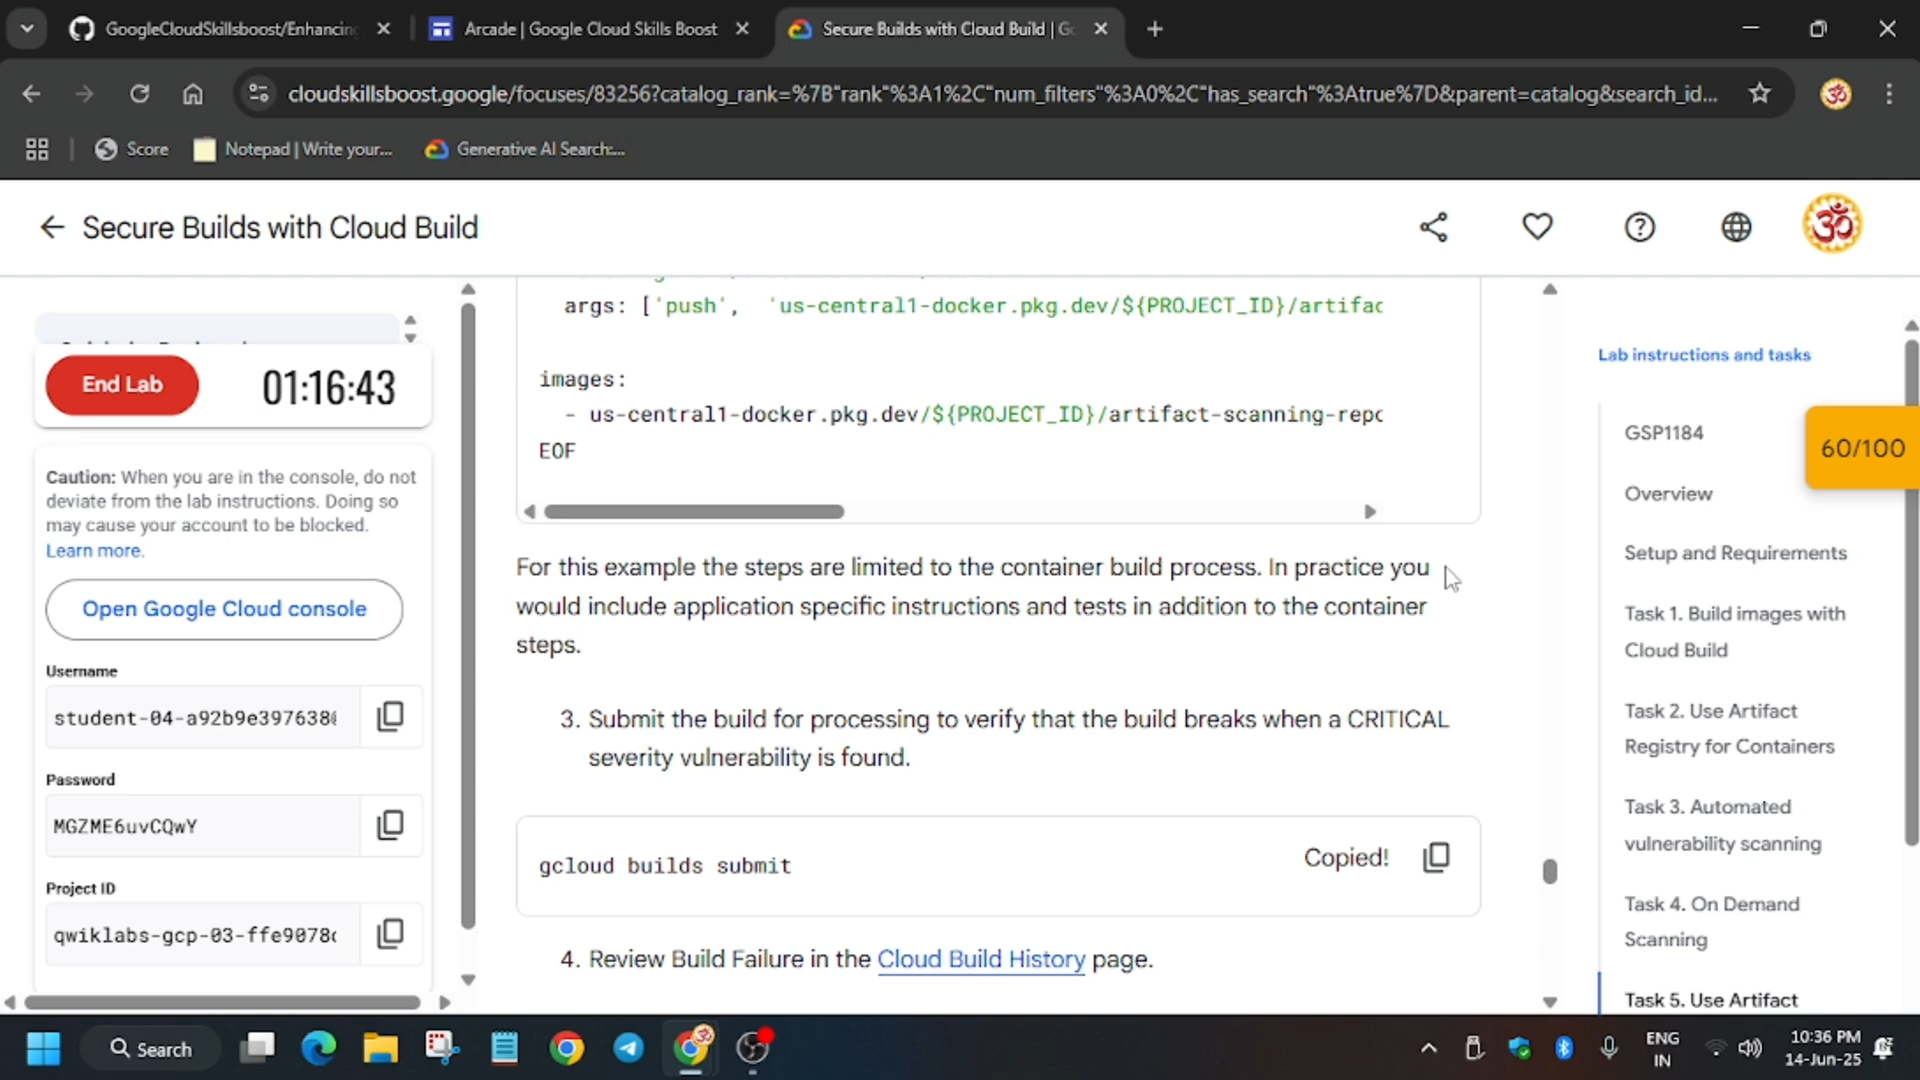 GoogleCloudSkillsboost/Enhancing
Arcade | Google Cloud Skills Boost
Secure Builds with Cloud Build | Go
cloudskillsboost.google/focuses/83256?catalog_rank=%7B"rank"%3A1%2C"num_filters"%3A0%2C"has_search"%3Atrue%7D&parent=catalog&search_id...
Score
Notepad | Write your...
Generative AI Search:...
Secure Builds with Cloud Build
End Lab
01:16:43
Caution: When you are in the console, do not
deviate from the lab instructions. Doing so
may cause your account to be blocked.
Learn more.
Open Google Cloud console
Username
student-04-a92b9e397638
Password
MGZME6uvCQwY
Project ID
qwiklabs-gcp-03-ffe9078
args: ['push', 'us-central1-docker.pkg.dev/${PROJECT_ID}/artifac
images:
- us-central1-docker.pkg.dev/${PROJECT_ID}/artifact-scanning-repo
EOF
For this example the steps are limited to the container build process. In practice you
would include application specific instructions and tests in addition to the container
steps.
3. Submit the build for processing to verify that the build breaks when a CRITICAL
severity vulnerability is found.
gcloud builds submit
Copied!
4. Review Build Failure in the Cloud Build History page.
Lab instructions and tasks
GSP1184
60/100
Overview
Setup and Requirements
Task 1. Build images with
Cloud Build
Task 2. Use Artifact
Registry for Containers
Task 3. Automated
vulnerability scanning
Task 4. On Demand
Scanning
Task 5. Use Artifact
Search
ENG
IN
10:36 PM
14-Jun-25